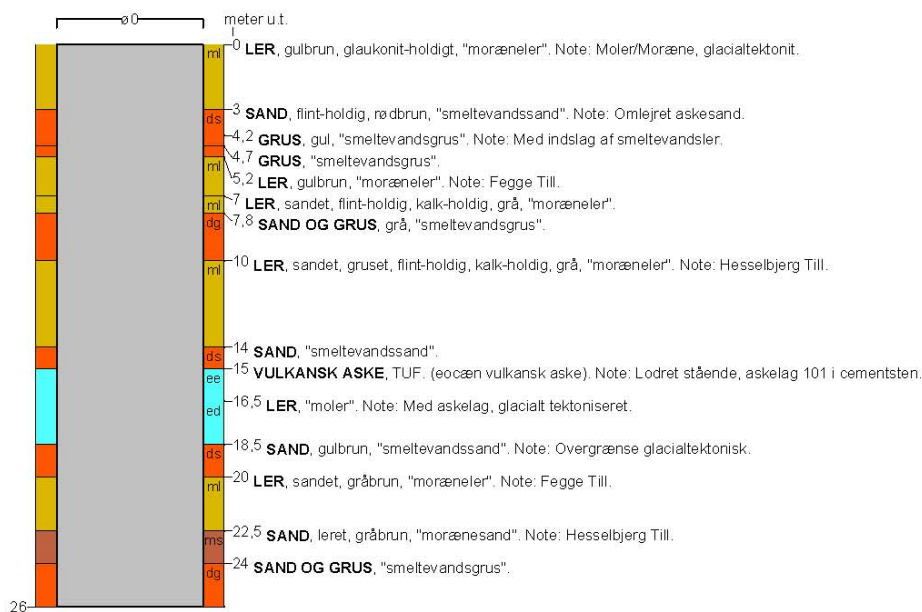 ø 0 meter u.t.
0 LER, gulbrun, glaukonit-holdigt, "moræneler". Note: Moler/Moræne, glacialtektonit.
ml
3 SAND, flint-holdig, rødbrun, "smeltevandssand". Note: Omlejret askesand.
ds
4,2 GRUS, gul, "smeltevandsgrus". Note: Med indslag af smeltevandsler.
4,7 GRUS, "smeltevandsgrus".
ml
5,2 LER, gulbrun, "moræneler". Note: Fegge Till.
7 LER, sandet, flint-holdig, kalk-holdig, grå, "moræneler".
ml
7,8 SAND OG GRUS, grå, "smeltevandsgrus".
dg
10 LER, sandet, gruset, flint-holdig, kalk-holdig, grå, "moræneler". Note: Hesselbjerg Till.
ml
14 SAND, "smeltevandssand".
ds
15 VULKANSK ASKE, TUF. (eocæn vulkansk aske). Note: Lodret stående, askelag 101 i cementsten.
ee
16,5 LER, "moler". Note: Med askelag, glacialt tektoniseret.
ed
18,5 SAND, gulbrun, "smeltevandssand". Note: Overgrænse glacialtektonisk.
ds
20 LER, sandet, gråbrun, "moræneler". Note: Fegge Till.
ml
22,5 SAND, leret, gråbrun, "morænesand". Note: Hesselbjerg Till.
ms
24 SAND OG GRUS, "smeltevandsgrus".
dg
26